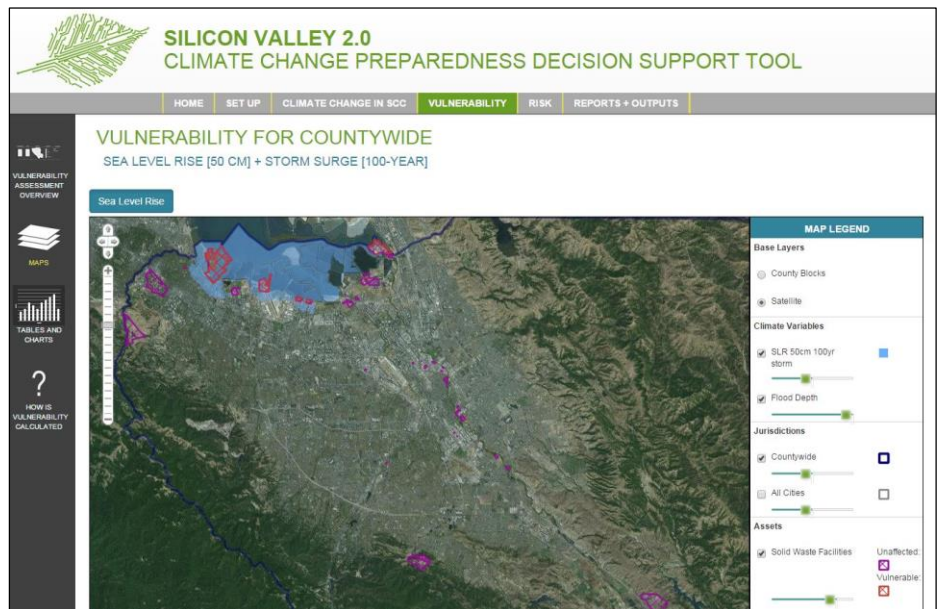 SILICON VALLEY 2.0
CLIMATE CHANGE PREPAREDNESS DECISION SUPPORT TOOL
HOME
SET UP
CLIMATE CHANGE IN SCC
VULNERABILITY
RISK
REPORTS + OUTPUTS
VULNERABILITY
ASSESSMENT
OVERVIEW
MAPS
TABLES AND
CHARTS
?
HOW IS
VULNERABILITY
CALCULATED
VULNERABILITY FOR COUNTYWIDE
SEA LEVEL RISE [50 CM] + STORM SURGE [100-YEAR]
Sea Level Rise
MAP LEGEND
Base Layers
County Blocks
Satellite
Climate Variables
SLR 50cm 100yr
storm
Flood Depth
Jurisdictions
Countywide
All Cities
Assets
Solid Waste Facilities
Unaffected:
Vulnerable: